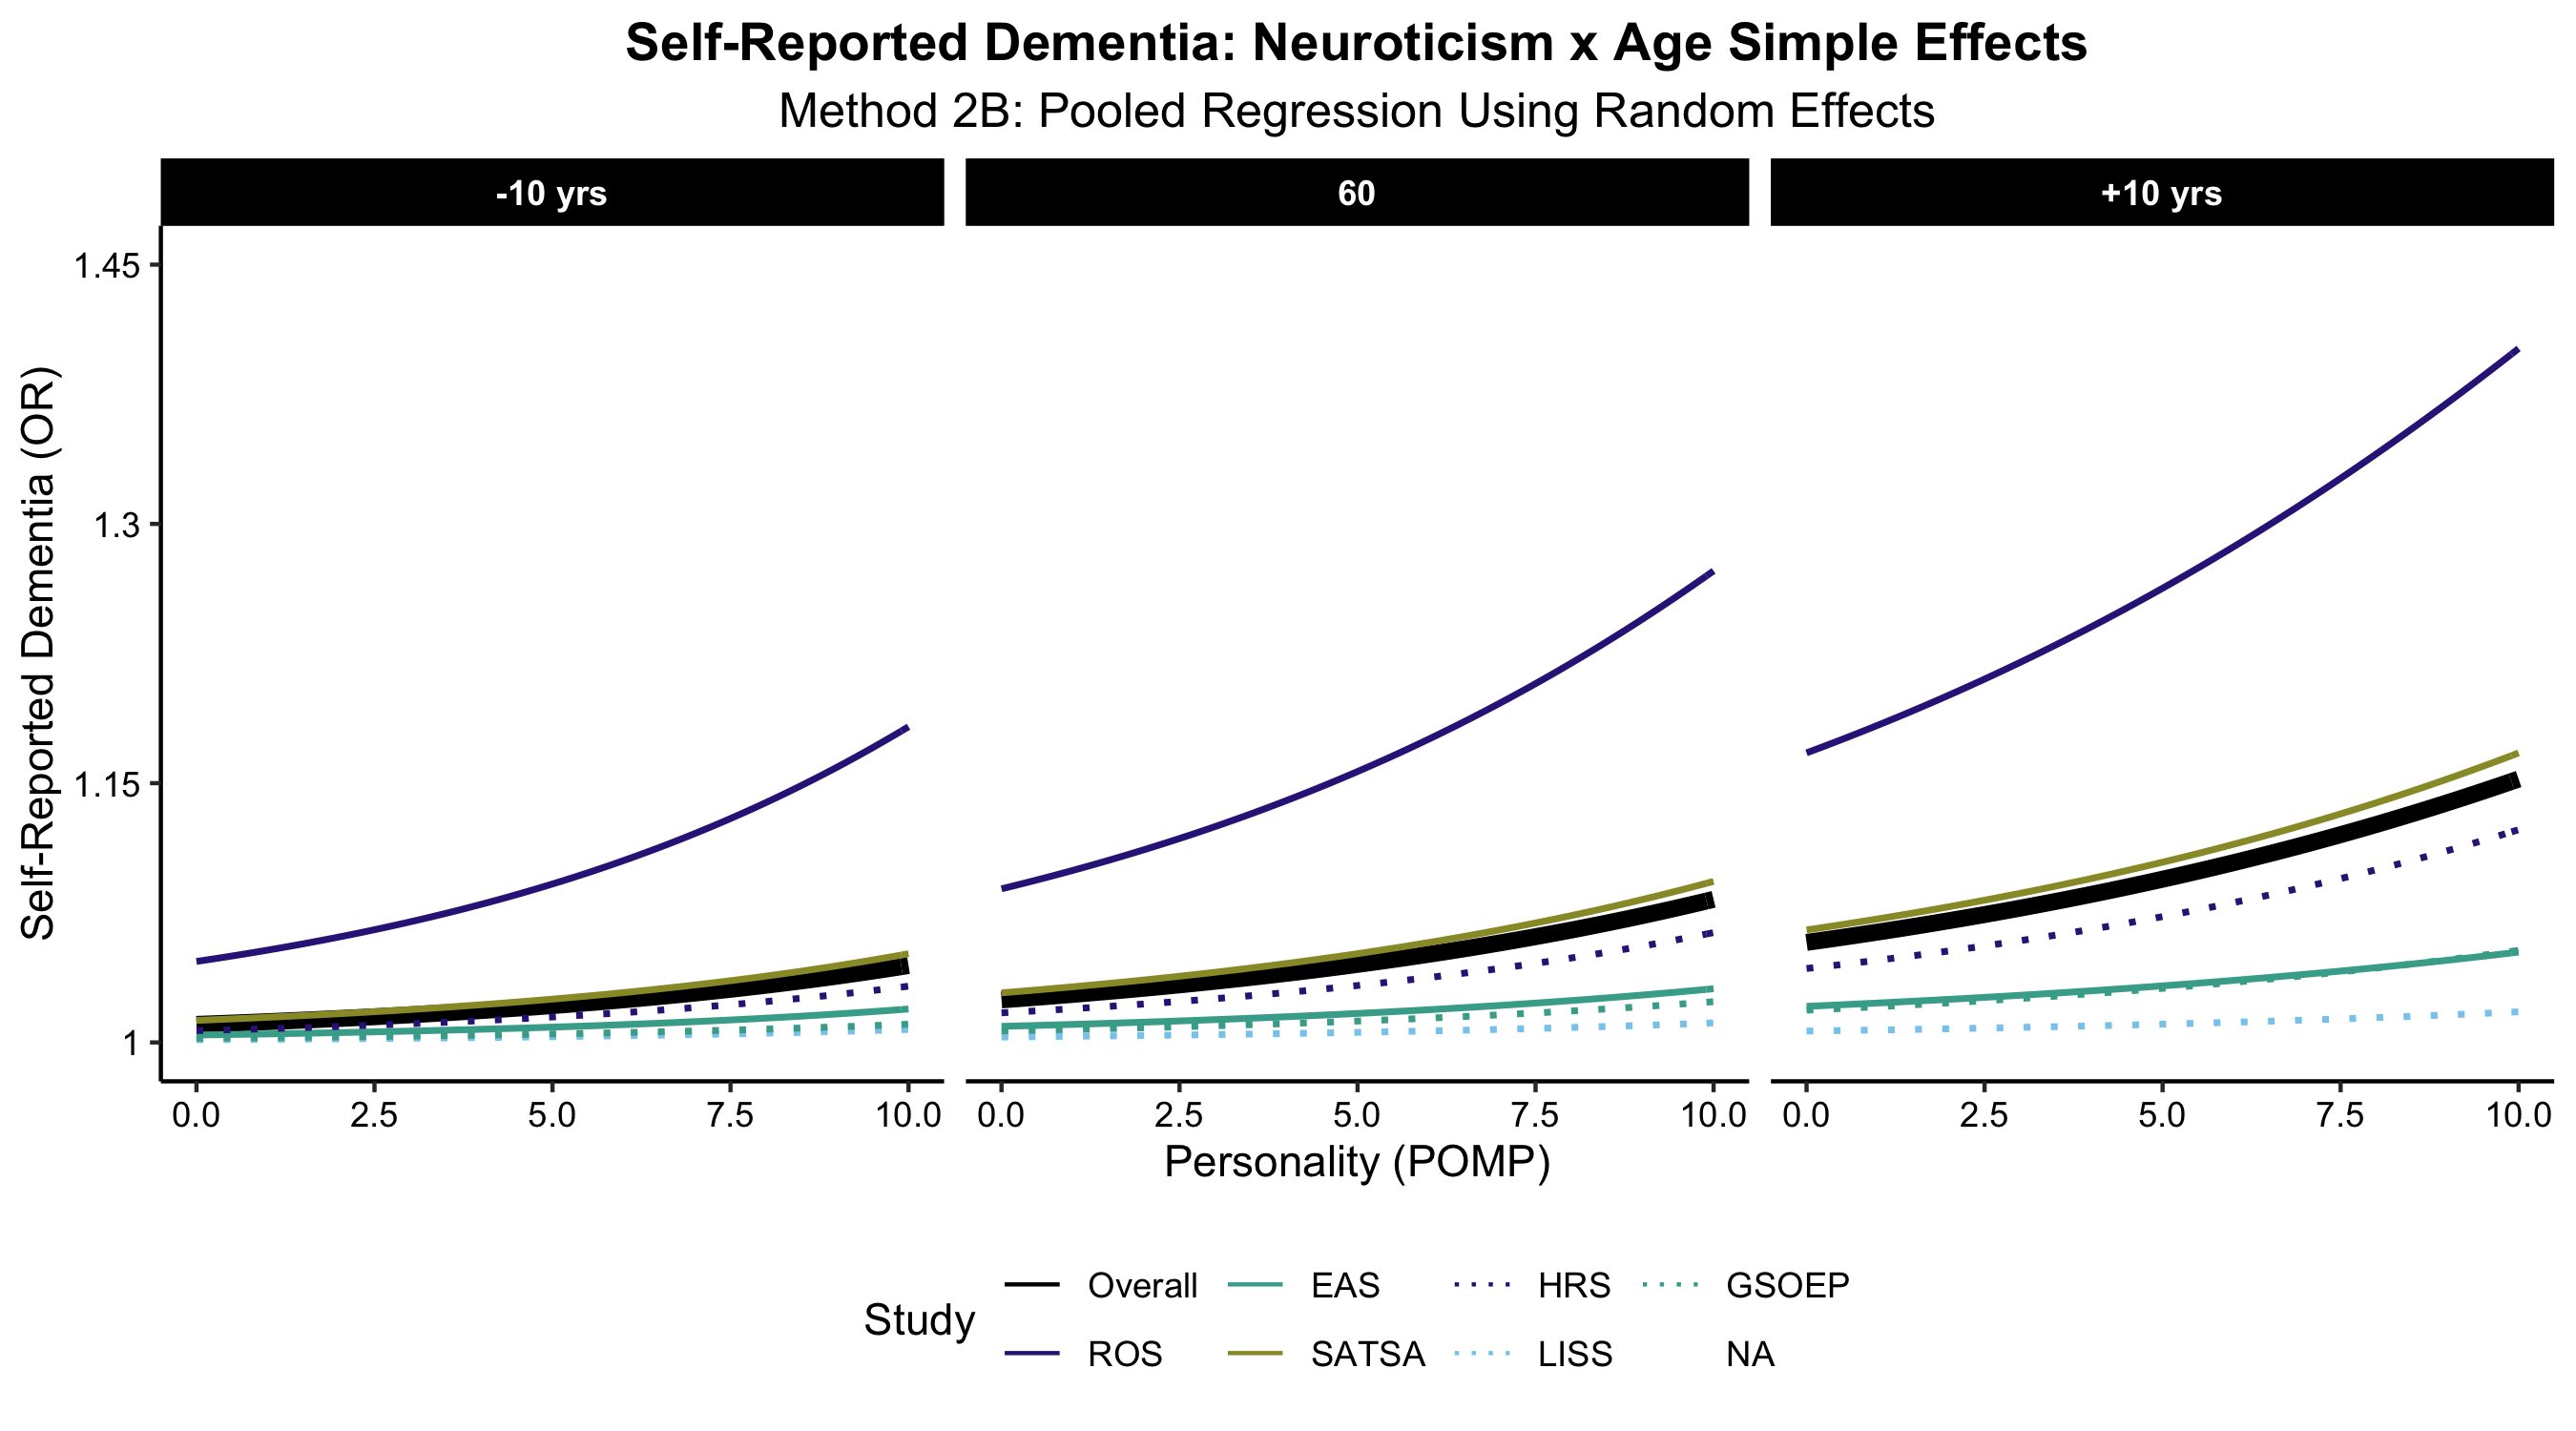 Self-Reported Dementia: Neuroticism x Age Simple Effects
Method 2B: Pooled Regression Using Random Effects
-10 yrs 60 +10 yrs
Self-Reported Dementia (OR)
1.45
1.3
1.15
1
0.0 2.5 5.0 7.5 10.0 0.0 2.5 5.0 7.5 10.0 0.0 2.5 5.0 7.5 10.0
Personality (POMP)
Study
Overall EAS HRS GSOEP
ROS SATSA LISS NA